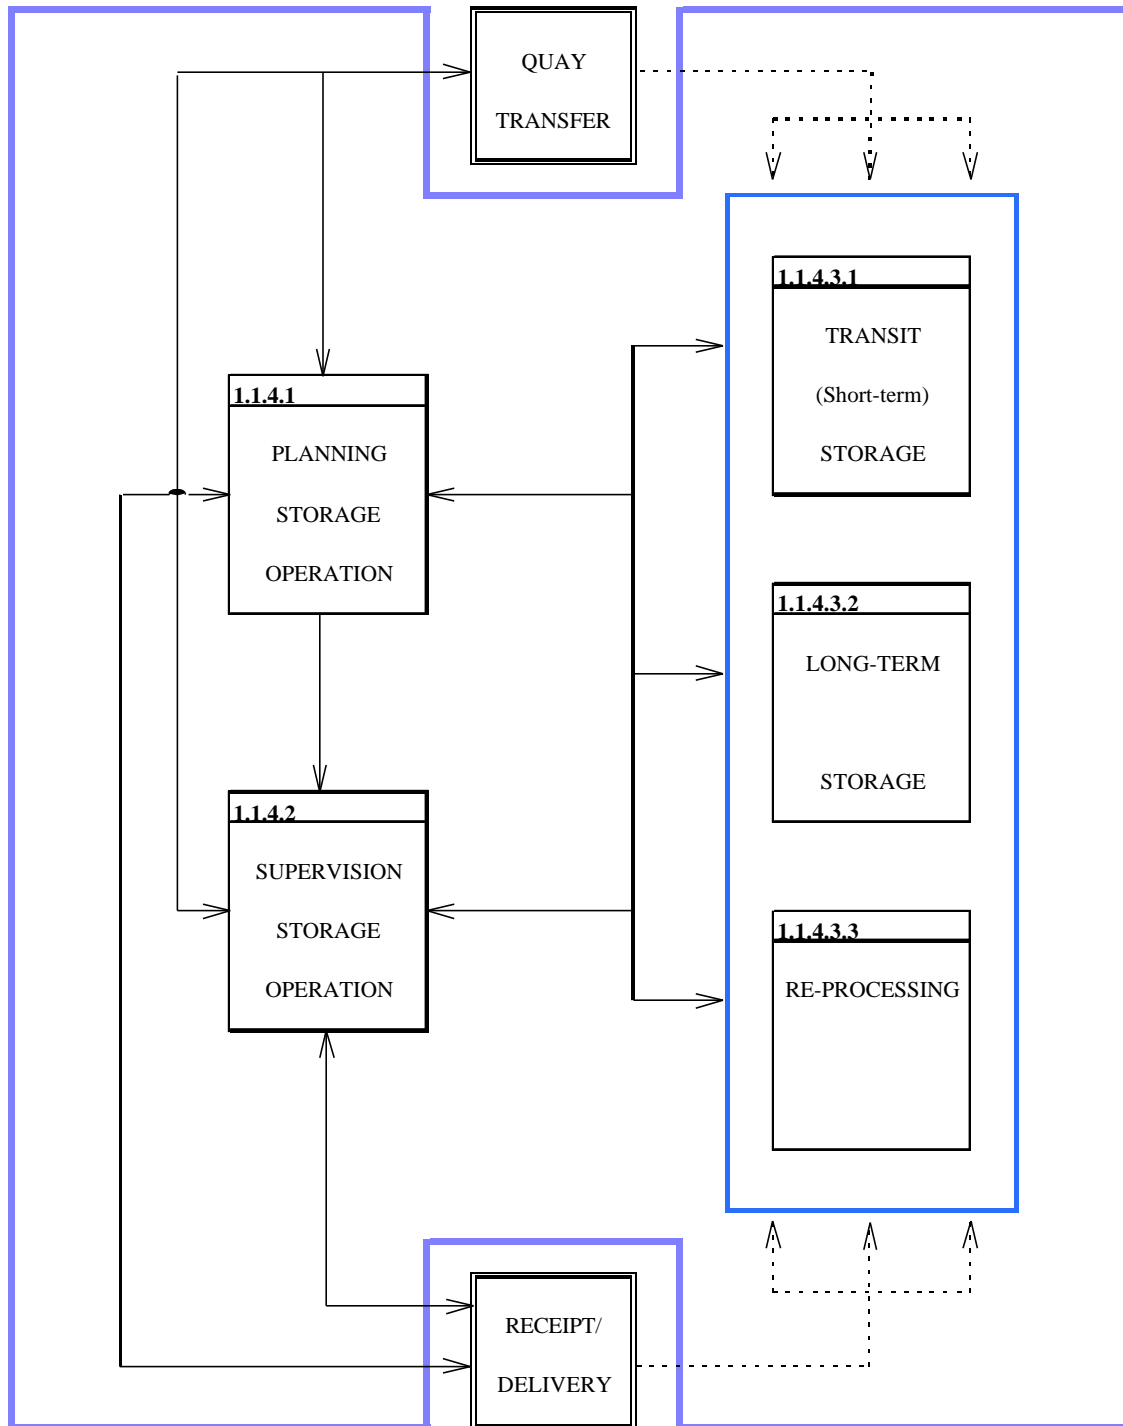 QUAY
TRANSFER
1.1.4.3.1
TRANSIT
(Short-term)
STORAGE
1.1.4.1
PLANNING
STORAGE
OPERATION
1.1.4.3.2
LONG-TERM
STORAGE
1.1.4.2
SUPERVISION
STORAGE
OPERATION
1.1.4.3.3
RE-PROCESSING
RECEIPT/
DELIVERY